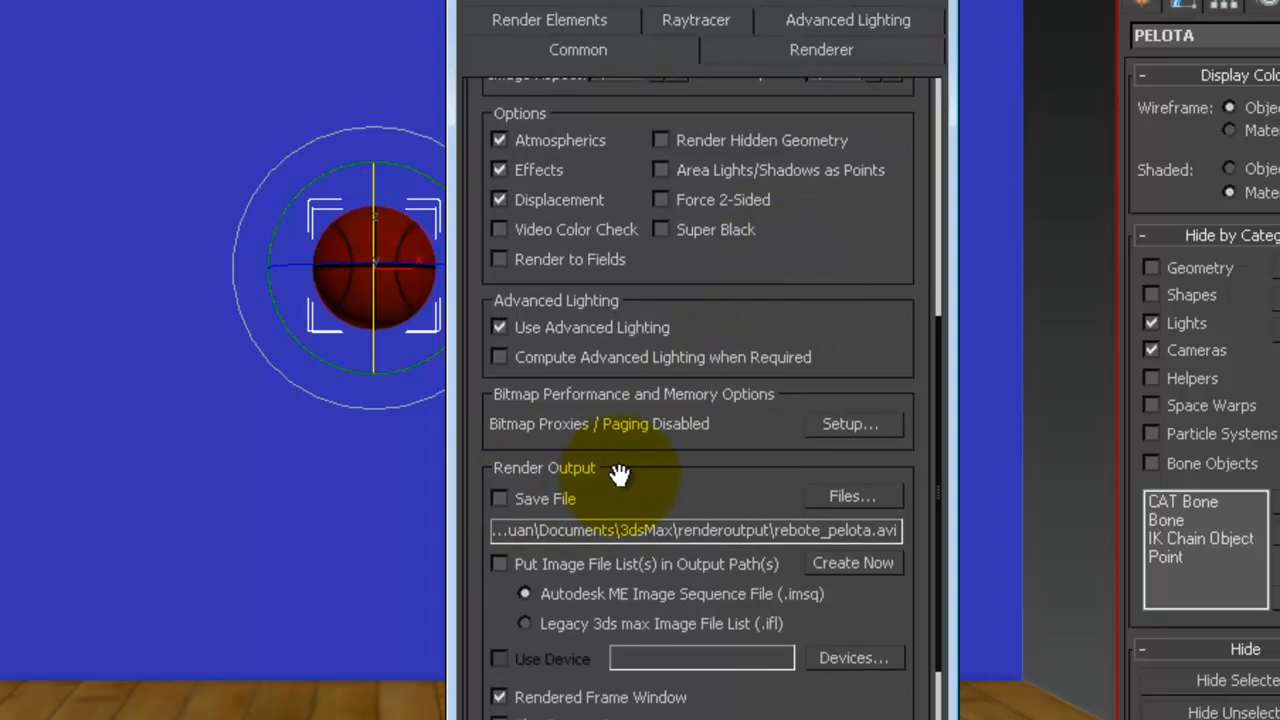 Render Elements
Raytracer
Advanced Lighting
Common
Renderer
Options
Atmospherics
Render Hidden Geometry
Effects
Area Lights/Shadows as Points
Displacement
Force 2-Sided
Video Color Check
Super Black
Render to Fields
Advanced Lighting
Use Advanced Lighting
Compute Advanced Lighting when Required
Bitmap Performance and Memory Options
Bitmap Proxies / Paging Disabled
Setup...
Render Output
Save File
Files...
...uan\Documents\3dsMax\renderoutput\rebote_pelota.avi
Put Image File List(s) in Output Path(s)
Create Now
Autodesk ME Image Sequence File (.imsq)
Legacy 3ds max Image File List (.ifl)
Use Device
Devices...
Rendered Frame Window
z
y
x
PELOTA
- Display Colo
Wireframe:
Objec
Mate
Shaded:
Objec
Mate
- Hide by Categ
Geometry
Shapes
Lights
Cameras
Helpers
Space Warps
Particle Systems
Bone Objects
CAT Bone
Bone
IK Chain Object
Point
- Hide
Hide Selecte
Hide Unselect